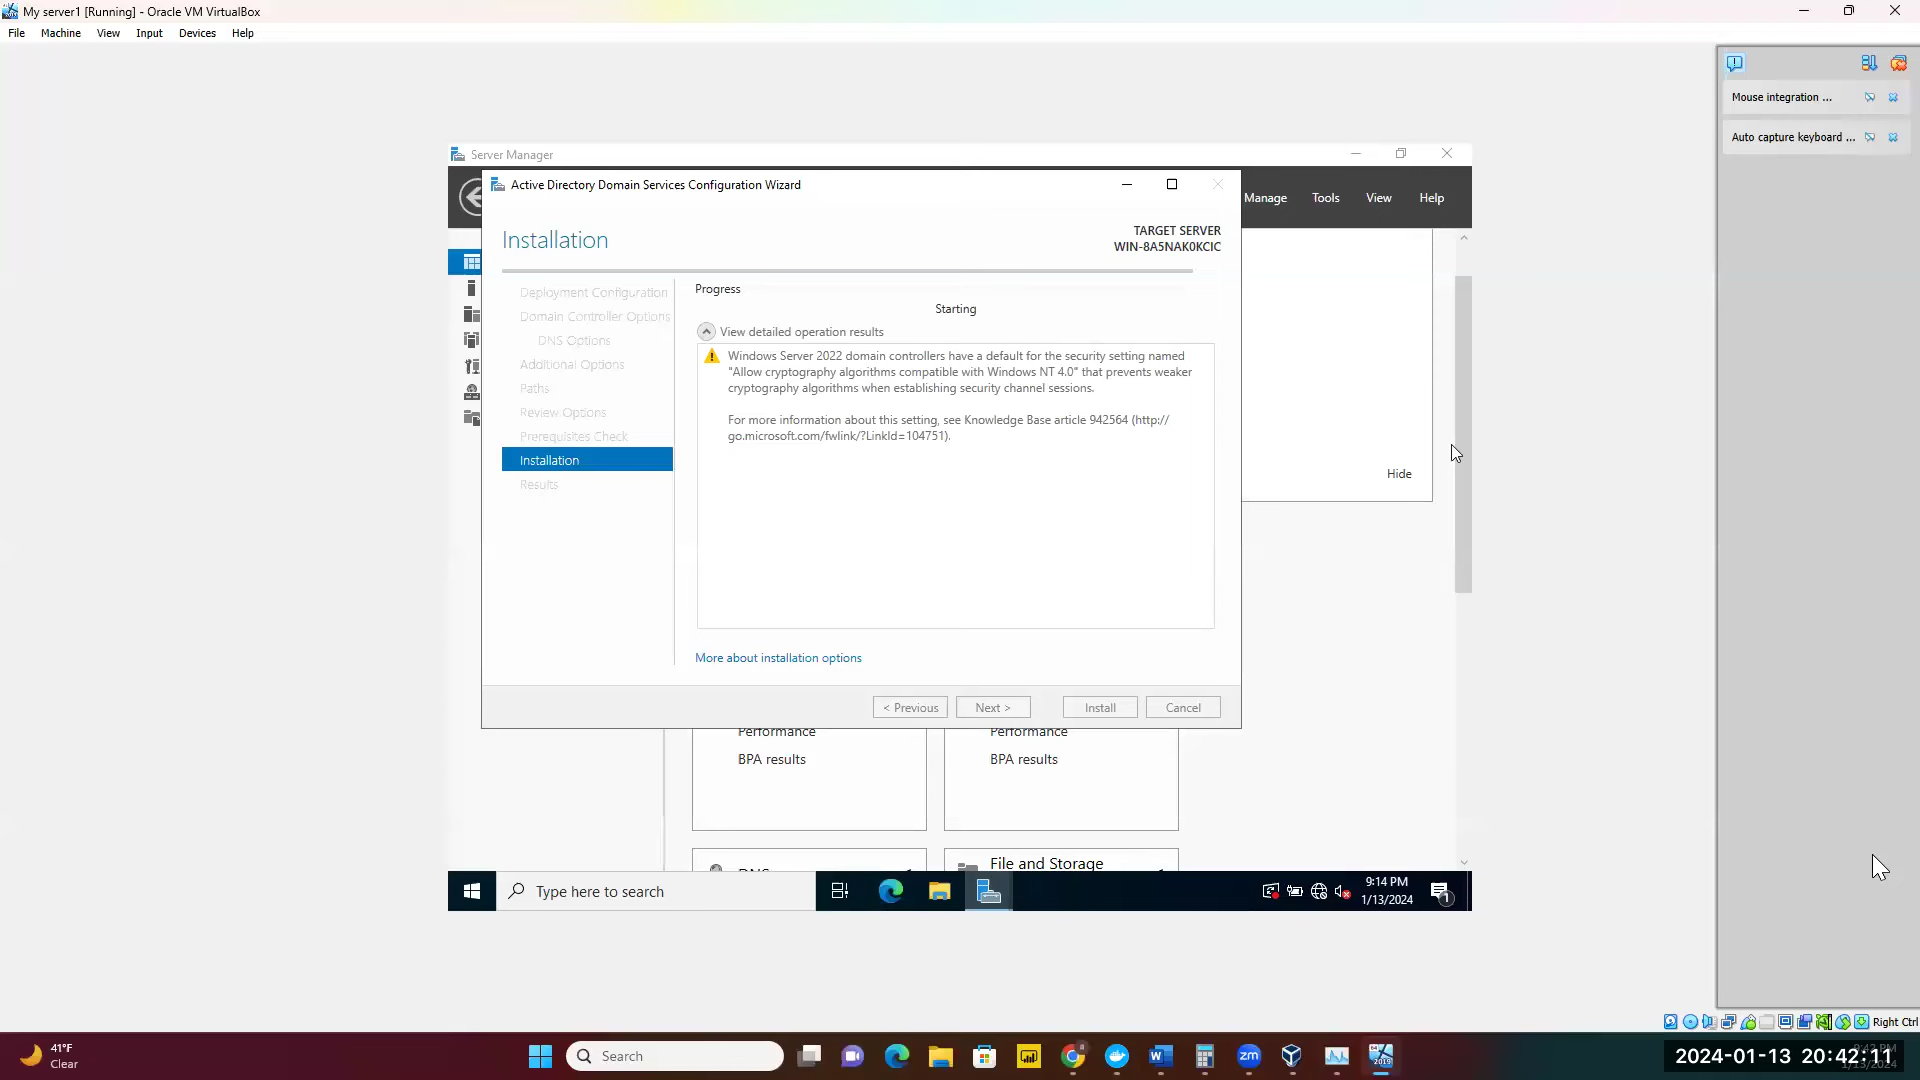 My server1 [Running] - Oracle VM VirtualBox
File Machine View Input Devices Help
Mouse integration ...
Auto capture keyboard ...
Server Manager
Manage Tools View Help
Active Directory Domain Services Configuration Wizard
Installation
TARGET SERVER
WIN-8A5NAK0KCIC
Deployment Configuration
Domain Controller Options
DNS Options
Additional Options
Paths
Review Options
Prerequisites Check
Installation
Results
Progress
Starting
View detailed operation results
Windows Server 2022 domain controllers have a default for the security setting named
"Allow cryptography algorithms compatible with Windows NT 4.0" that prevents weaker
cryptography algorithms when establishing security channel sessions.
For more information about this setting, see Knowledge Base article 942564 (http://
go.microsoft.com/fwlink/?LinkId=104751).
More about installation options
< Previous Next > Install Cancel
Hide
Performance
BPA results
Performance
BPA results
DNS
File and Storage
Type here to search
9:14 PM
1/13/2024
1
Right Ctrl
41°F
Clear
Search
zm
2019
2024-01-13 20:42:11